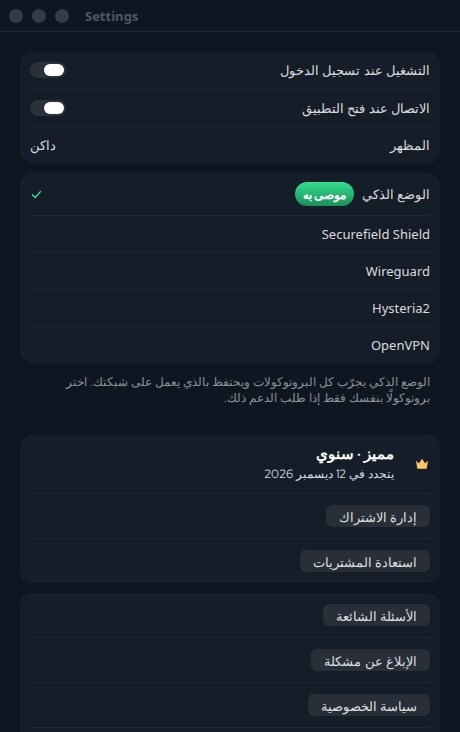 Settings
التشغيل عند تسجيل الدخول
الاتصال عند فتح التطبيق
المظهر داكن
الوضع الذكي موصى به
Securefield Shield
Wireguard
Hysteria2
OpenVPN
الوضع الذكي يجرّب كل البروتوكولات ويحتفظ بالذي يعمل على شبكتك. اختر
بروتوكولًا بنفسك فقط إذا طلب الدعم ذلك.
مميز · سنوي
يتجدد في 12 ديسمبر 2026
إدارة الاشتراك
استعادة المشتريات
الأسئلة الشائعة
الإبلاغ عن مشكلة
سياسة الخصوصية